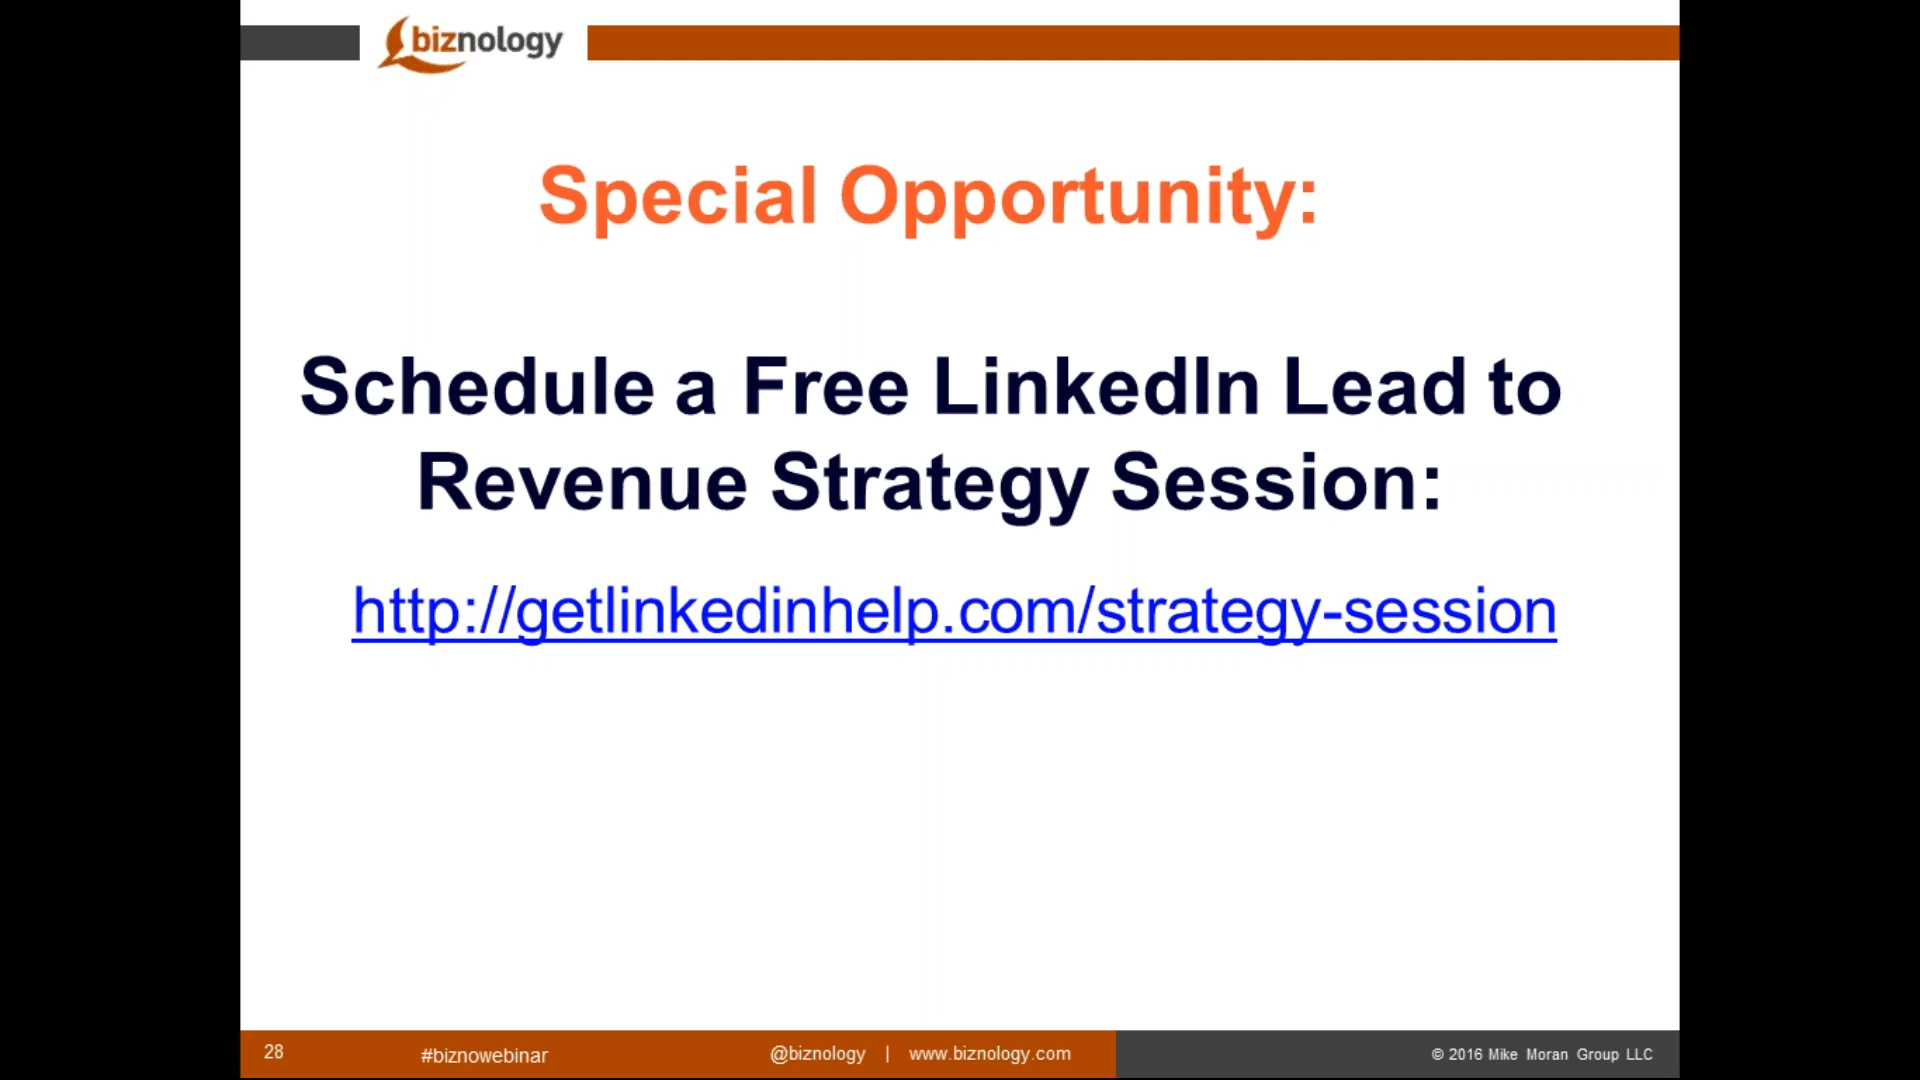 biznology
Special Opportunity:
Schedule a Free LinkedIn Lead to
Revenue Strategy Session:
http://getlinkedinhelp.com/strategy-session
28 #biznowebinar @biznology | www.biznology.com © 2016 Mike Moran Group LLC